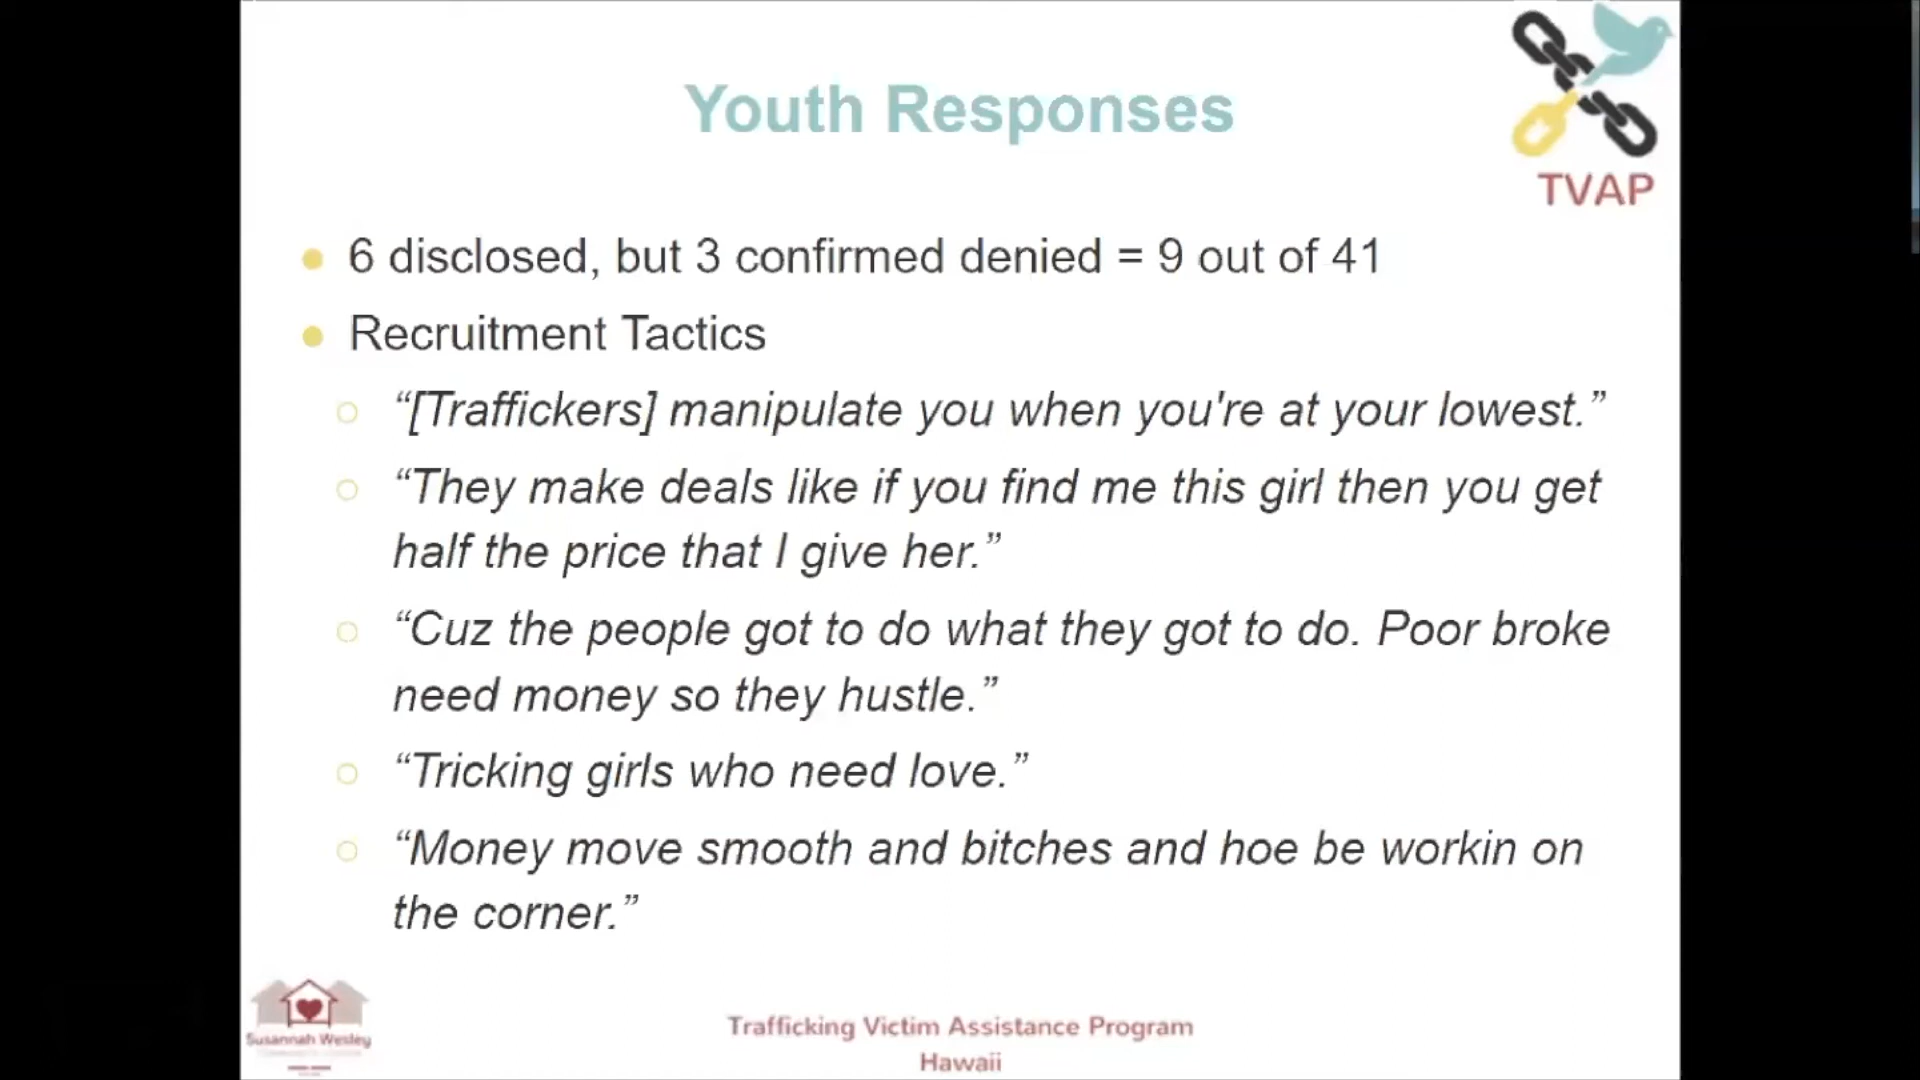 Youth Responses
TVAP
6 disclosed, but 3 confirmed denied = 9 out of 41
Recruitment Tactics
“[Traffickers] manipulate you when you're at your lowest.”
“They make deals like if you find me this girl then you get
half the price that I give her.”
“Cuz the people got to do what they got to do. Poor broke
need money so they hustle.”
“Tricking girls who need love.”
“Money move smooth and bitches and hoe be workin on
the corner.”
Susannah Wesley
Trafficking Victim Assistance Program
Hawaii